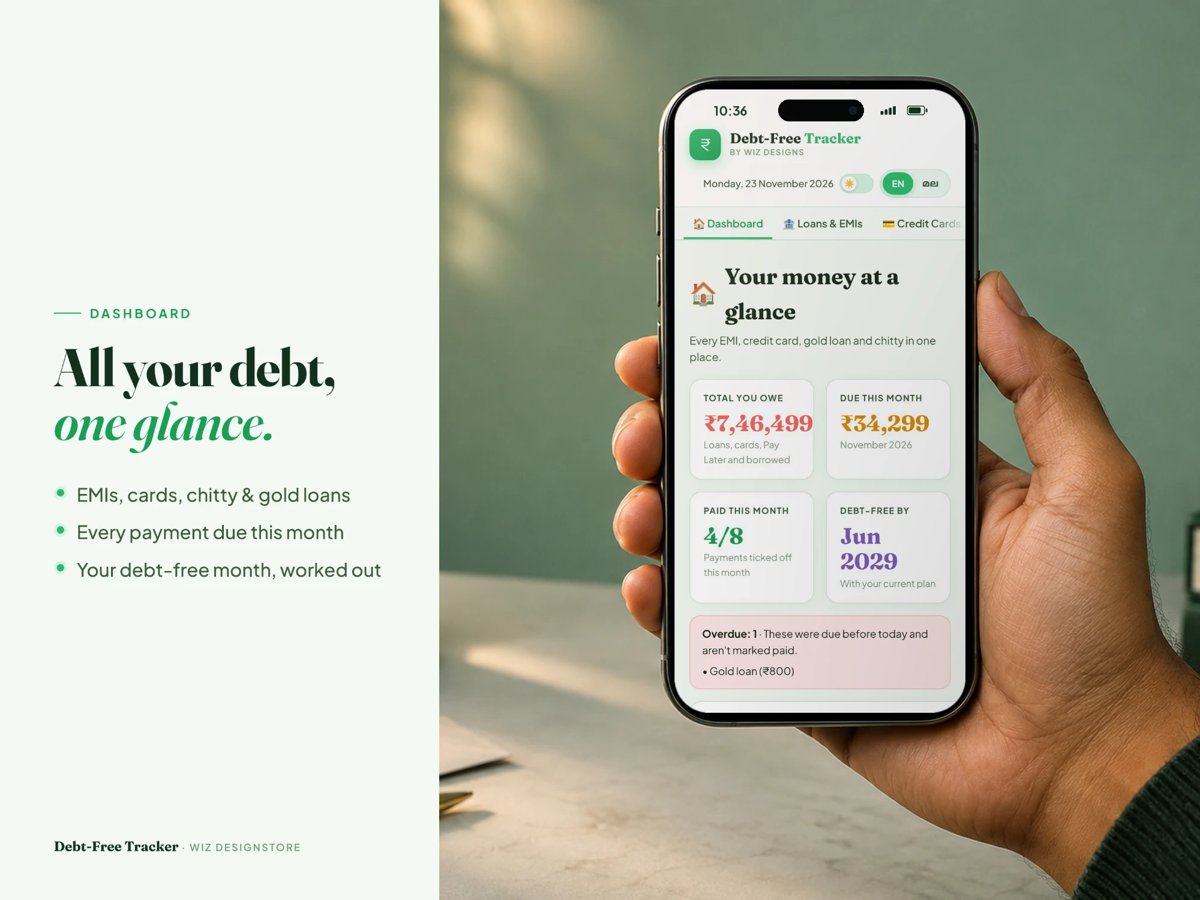 DASHBOARD
All your debt,
one glance.
EMIs, cards, chitty & gold loans
Every payment due this month
Your debt-free month, worked out
Debt-Free Tracker · WIZ DESIGNSTORE
10:36
₹
Debt-Free Tracker
BY WIZ DESIGNS
Monday, 23 November 2026
EN
മല
Dashboard
Loans & EMIs
Credit Cards
Your money at a
glance
Every EMI, credit card, gold loan and chitty in one
place.
TOTAL YOU OWE
₹7,46,499
Loans, cards, Pay
Later and borrowed
DUE THIS MONTH
₹34,299
November 2026
PAID THIS MONTH
4/8
Payments ticked off
this month
DEBT-FREE BY
Jun
2029
With your current plan
Overdue: 1 · These were due before today and
aren't marked paid.
• Gold loan (₹800)